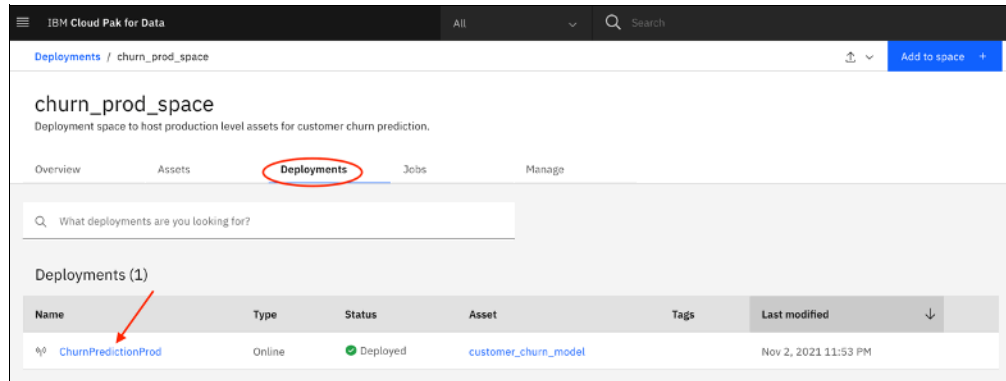 IBM Cloud Pak for Data All Search
Deployments / churn_prod_space Add to space +
churn_prod_space
Deployment space to host production level assets for customer churn prediction.
Overview Assets Deployments Jobs Manage
What deployments are you looking for?
Deployments (1)
Name Type Status Asset Tags Last modified
ChurnPredictionProd Online Deployed customer_churn_model Nov 2, 2021 11:53 PM